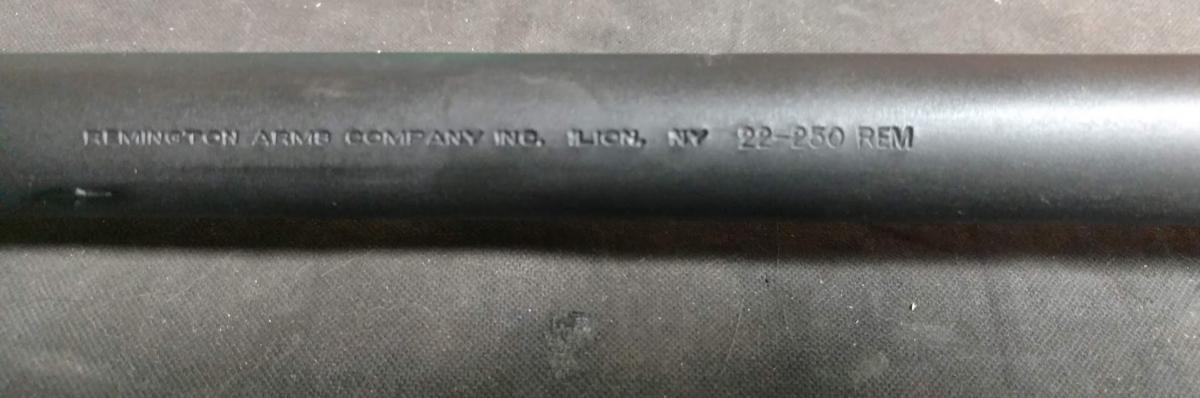 REMINGTON ARMS COMPANY INC. ILION, NY 22-250 REM